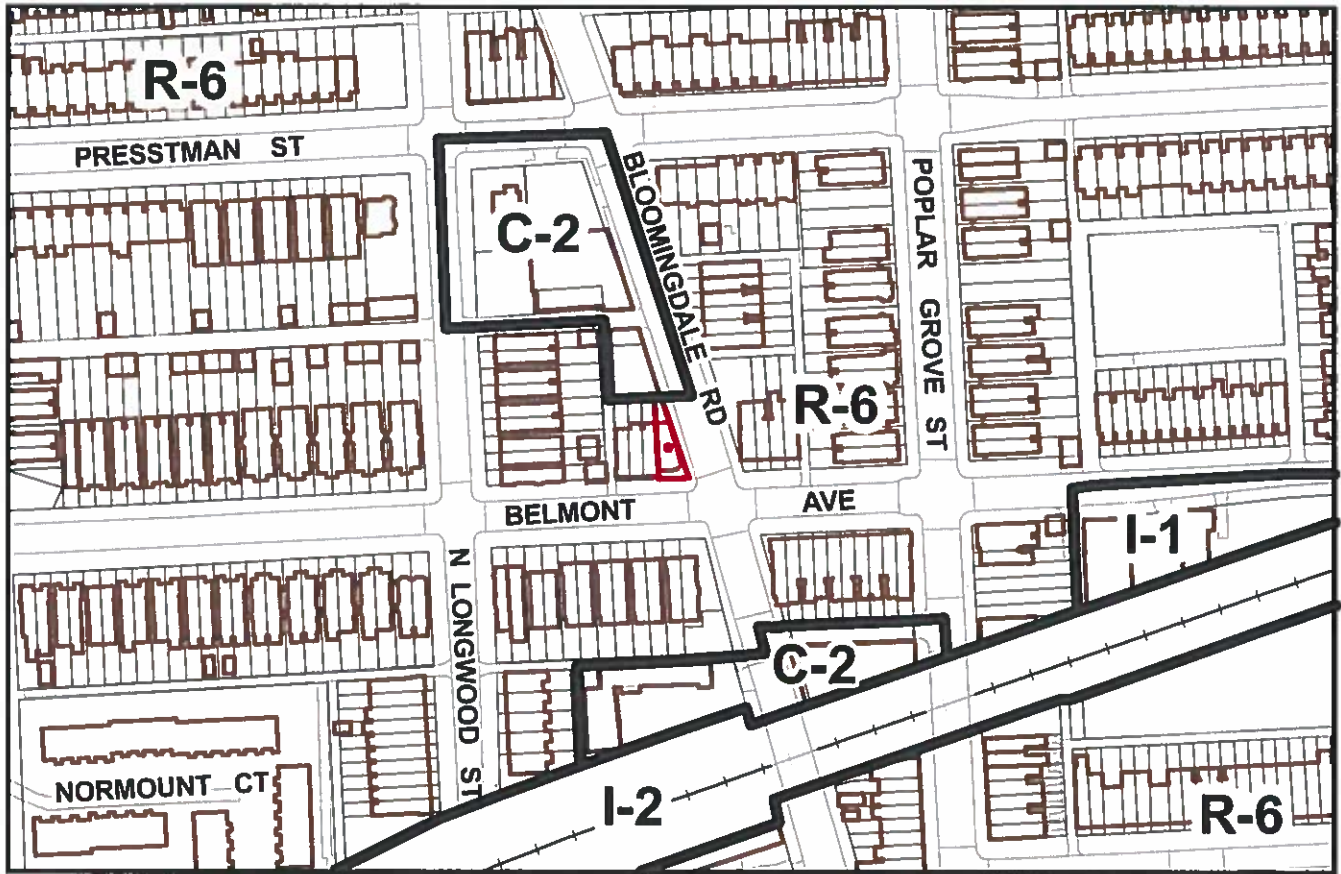 R-6
PRESSTMAN ST
C-2
BLOOMINGDALE RD
POPLAR GROVE ST
R-6
BELMONT AVE
I-1
N LONGWOOD ST
C-2
NORMOUNT CT
I-2
R-6